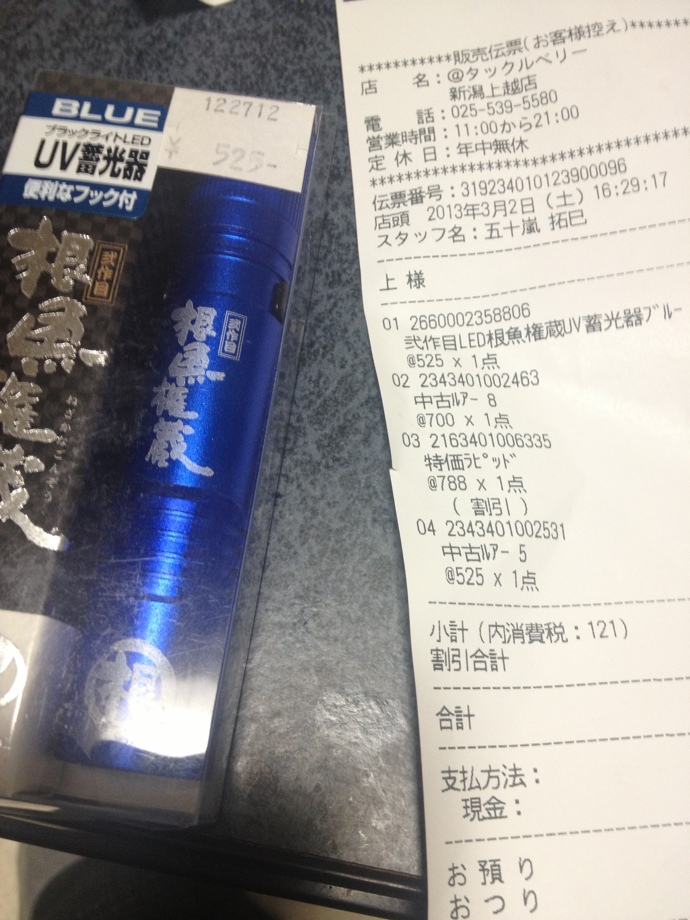 BLUE
ブラックライトLED
UV蓄光器
便利なフック付
122712
¥ 525-
弐作目
根魚権蔵
弐作目
根魚権蔵
根
***********販売伝票(お客様控え)***********
店 名:@タックルベリー
新潟上越店
電 話:025-539-5580
営業時間:11:00から21:00
定 休 日:年中無休
伝票番号:319234010123900096
店頭 2013年3月2日(土)16:29:17
スタッフ名:五十嵐 拓巳
上 様
01 2660002358806
弐作目LED根魚権蔵UV蓄光器ブルー
@525 x 1点
02 2343401002463
中古ルアー 8
@700 x 1点
03 2163401006335
特価ラピッド
@788 x 1点
( 割引 )
04 2343401002531
中古ルアー 5
@525 x 1点
小計(内消費税:121)
割引合計
合計
支払方法:
現金:
お 預 り
お つ り